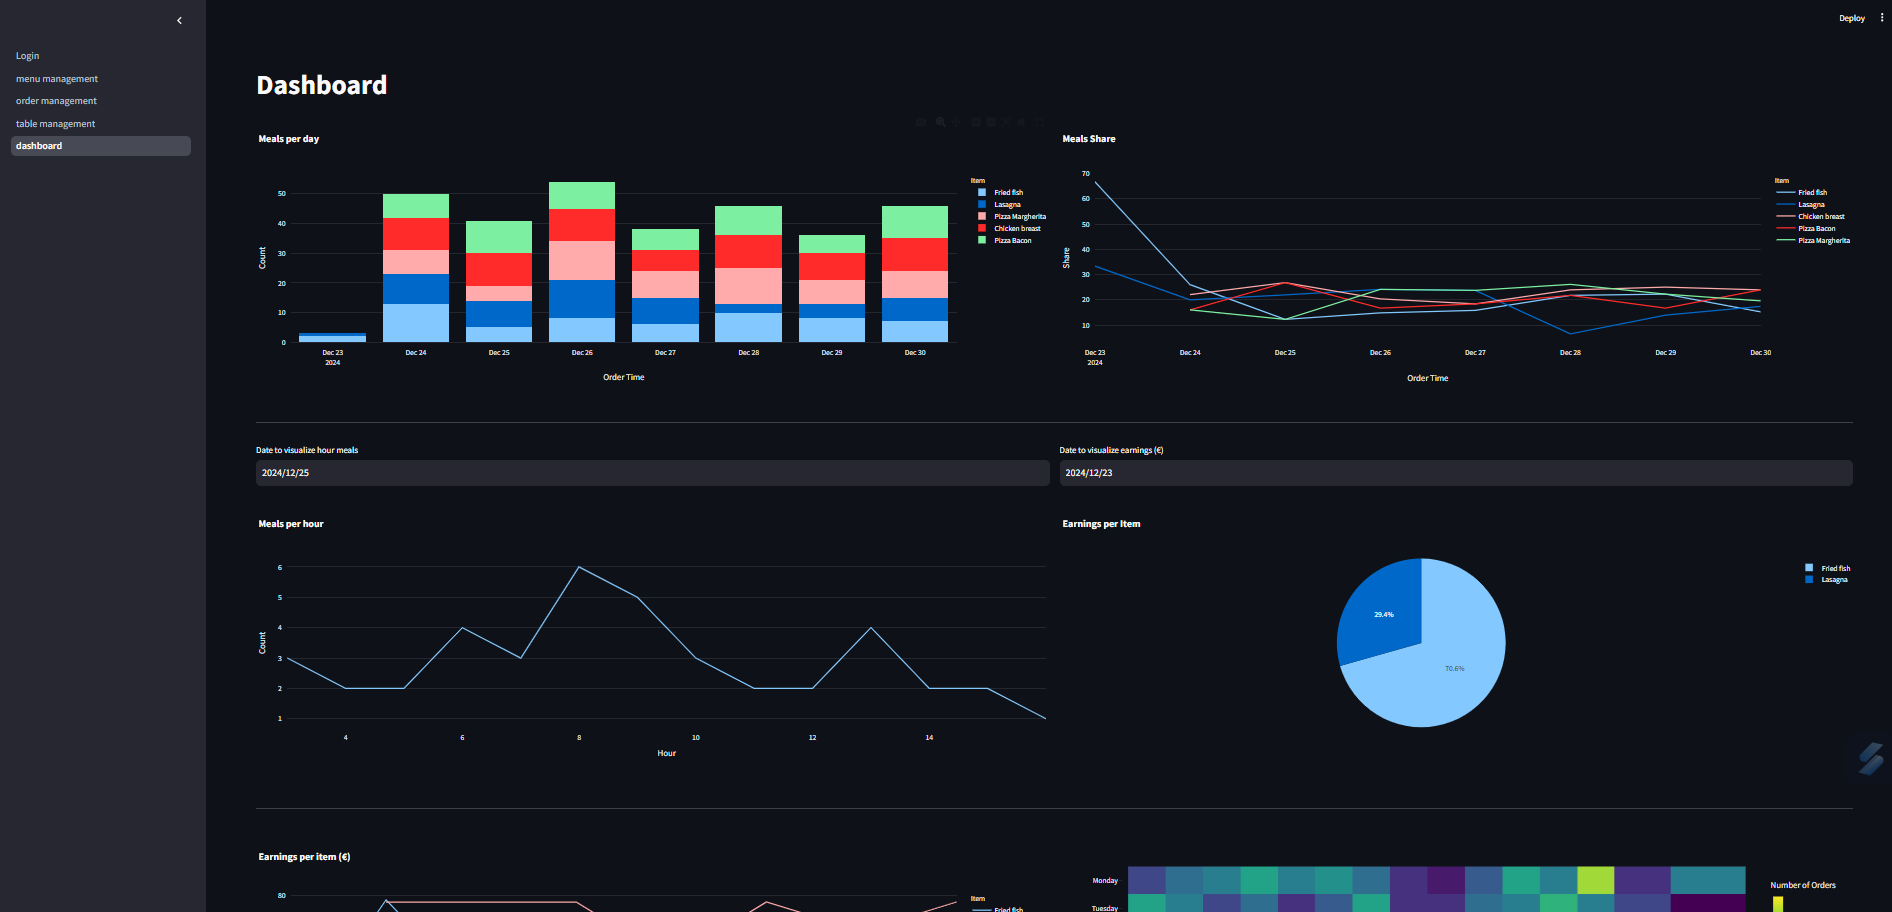 Deploy
Login
menu management
order management
table management
dashboard
Dashboard
Meals per day
50
40
30
20
10
0
Count
Dec 23
2024
Dec 24
Dec 25
Dec 26
Dec 27
Dec 28
Dec 29
Dec 30
Order Time
Item
Fried fish
Lasagna
Pizza Margherita
Chicken breast
Pizza Bacon
Meals Share
70
60
50
40
30
20
10
Share
Dec 23
2024
Dec 24
Dec 25
Dec 26
Dec 27
Dec 28
Dec 29
Dec 30
Order Time
Item
Fried fish
Lasagna
Chicken breast
Pizza Bacon
Pizza Margherita
Date to visualize hour meals
2024/12/25
Date to visualize earnings (€)
2024/12/23
Meals per hour
6
5
4
3
2
1
Count
4
6
8
10
12
14
Hour
Earnings per Item
29.4%
70.6%
Fried fish
Lasagna
Earnings per item (€)
80
Item
Fried fish
Monday
Tuesday
Number of Orders